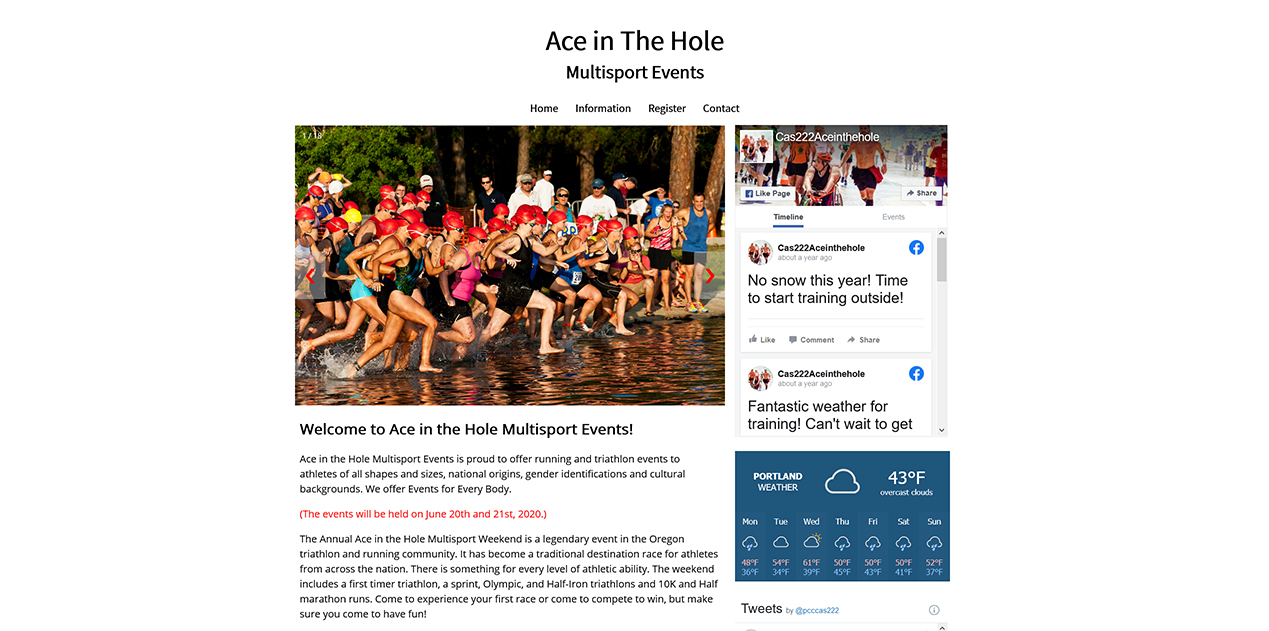 Ace in The Hole
Multisport Events
Home Information Register Contact
1 / 18
Cas222Aceinthehole
Like Page
Share
Timeline Events
Cas222Aceinthehole
about a year ago
No snow this year! Time
to start training outside!
Like Comment Share
Cas222Aceinthehole
about a year ago
Fantastic weather for
training! Can't wait to get
Welcome to Ace in the Hole Multisport Events!
Ace in the Hole Multisport Events is proud to offer running and triathlon events to
athletes of all shapes and sizes, national origins, gender identifications and cultural
backgrounds. We offer Events for Every Body.
(The events will be held on June 20th and 21st, 2020.)
The Annual Ace in the Hole Multisport Weekend is a legendary event in the Oregon
triathlon and running community. It has become a traditional destination race for athletes
from across the nation. There is something for every level of athletic ability. The weekend
includes a first timer triathlon, a sprint, Olympic, and Half-Iron triathlons and 10K and Half
marathon runs. Come to experience your first race or come to compete to win, but make
sure you come to have fun!
PORTLAND
WEATHER
43°F
overcast clouds
Mon Tue Wed Thu Fri Sat Sun
48°F 54°F 61°F 50°F 50°F 50°F 52°F
36°F 34°F 39°F 45°F 43°F 41°F 37°F
Tweets by @pcccas222